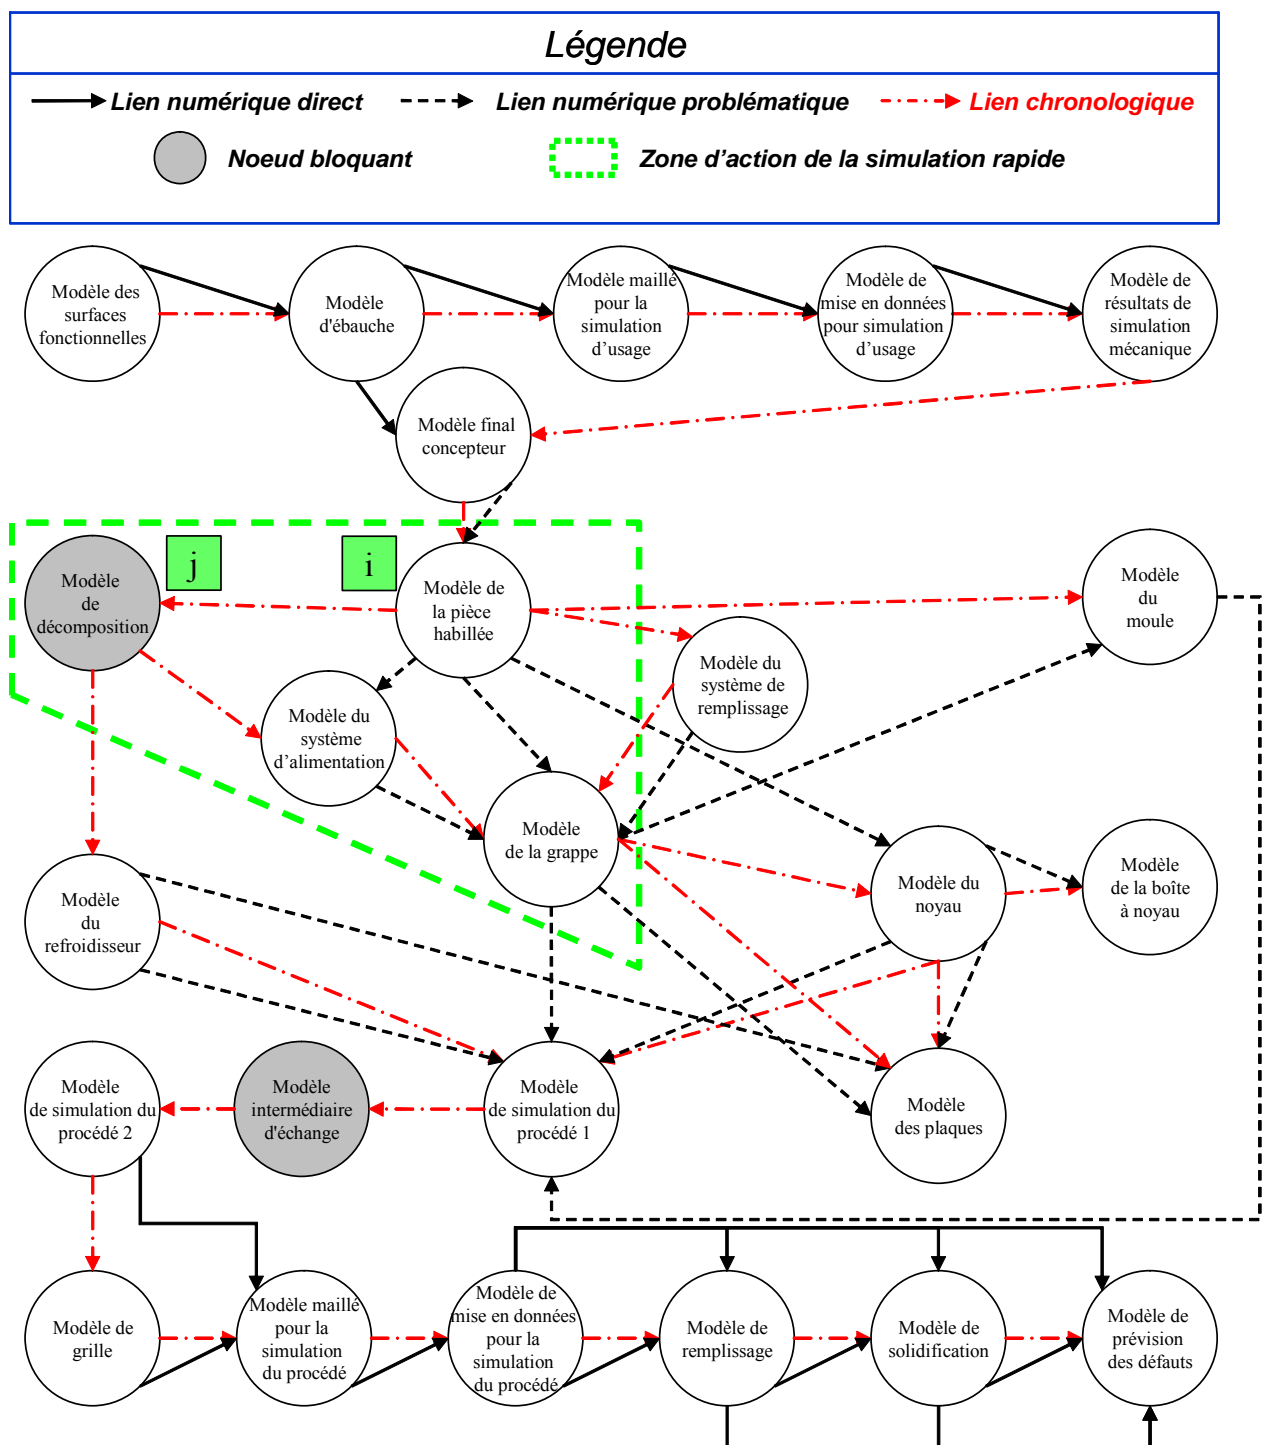 Légende
Lien numérique direct
Lien numérique problématique
Lien chronologique
Noeud bloquant
Zone d'action de la simulation rapide
Modèle des
surfaces
fonctionnelles
Modèle
d'ébauche
Modèle maillé
pour la
simulation
d'usage
Modèle de
mise en données
pour simulation
d'usage
Modèle de
résultats de
simulation
mécanique
Modèle final
concepteur
j
i
Modèle
de
décomposition
Modèle de
la pièce
habillée
Modèle
du
moule
Modèle du
système de
remplissage
Modèle du
système
d'alimentation
Modèle
de la grappe
Modèle du
noyau
Modèle
de la boîte
à noyau
Modèle
du
refroidisseur
Modèle
de simulation du
procédé 2
Modèle
intermédiaire
d'échange
Modèle
de simulation du
procédé 1
Modèle
des plaques
Modèle de
grille
Modèle maillé
pour la
simulation
du procédé
Modèle de
mise en données
pour la
simulation
du procédé
Modèle de
remplissage
Modèle de
solidification
Modèle de
prévision
des défauts